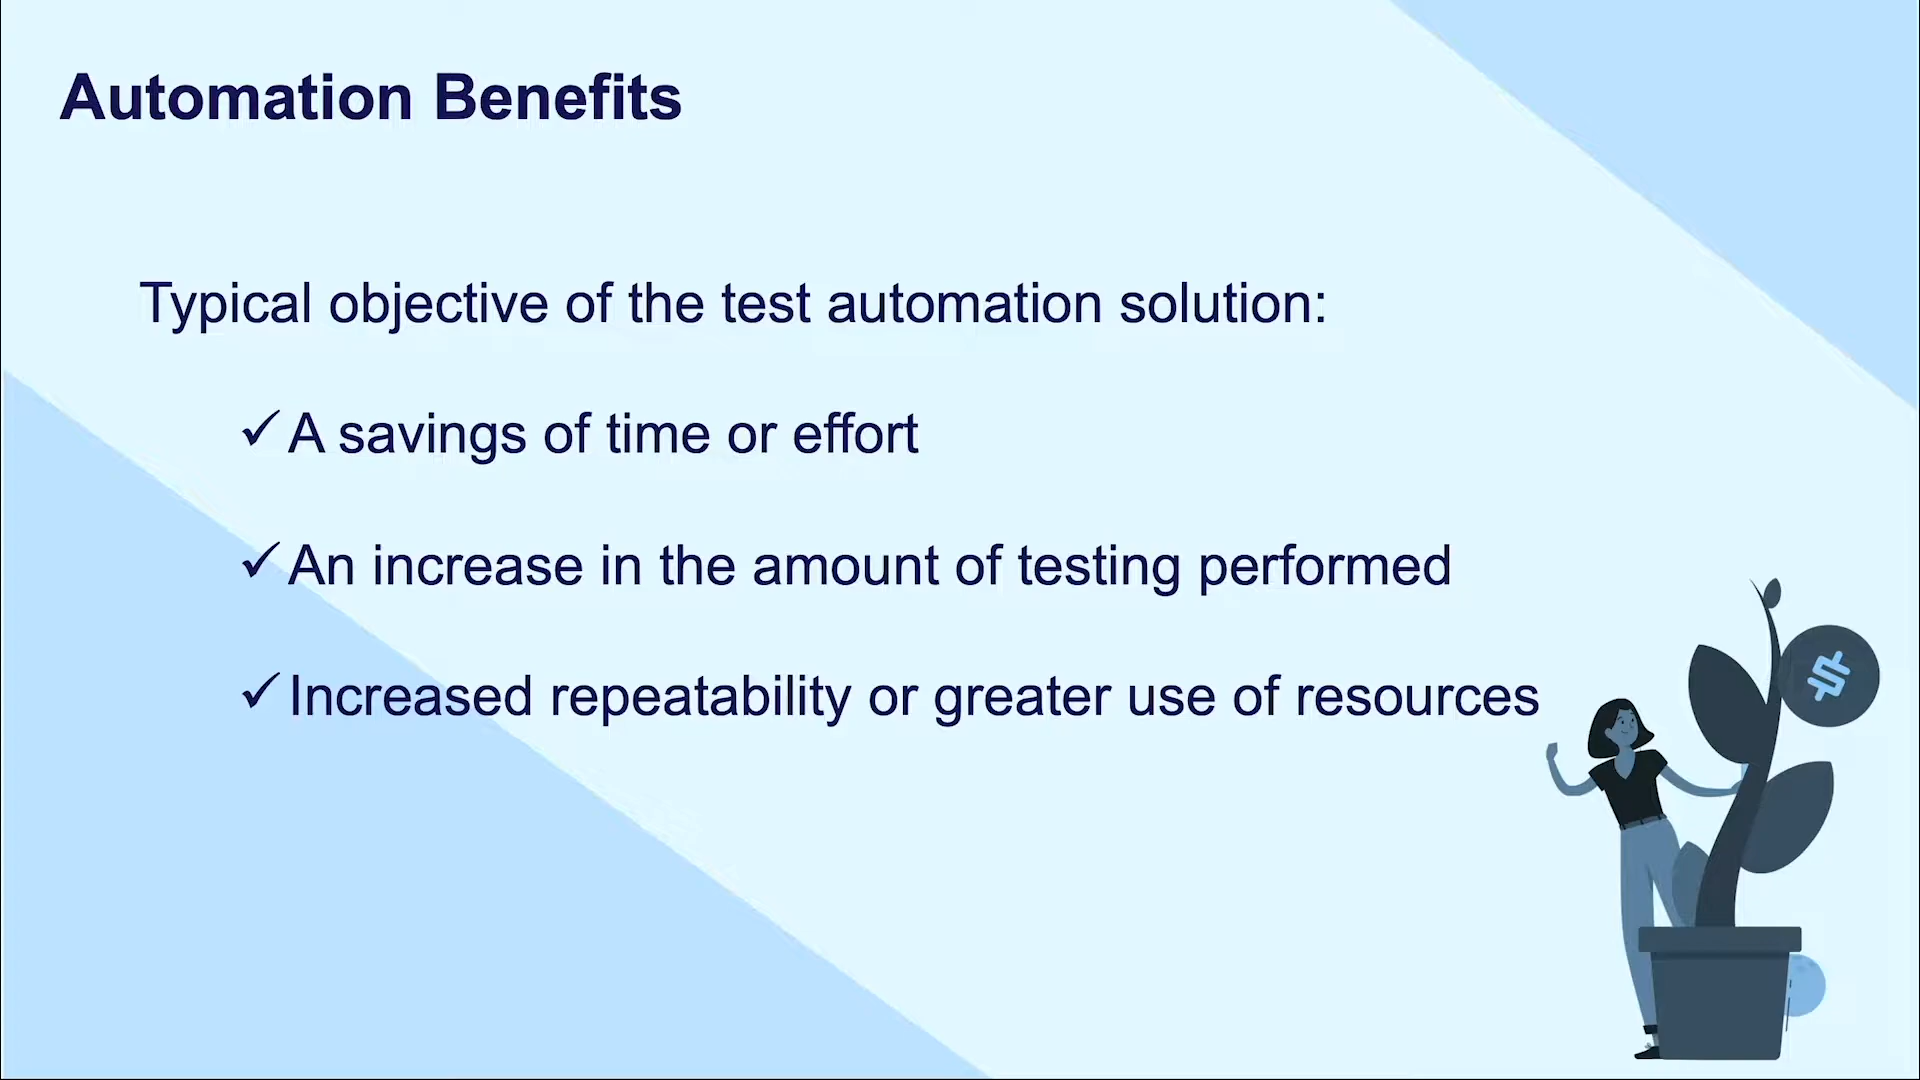 Automation Benefits
Typical objective of the test automation solution:
✓A savings of time or effort
✓An increase in the amount of testing performed
✓Increased repeatability or greater use of resources
$